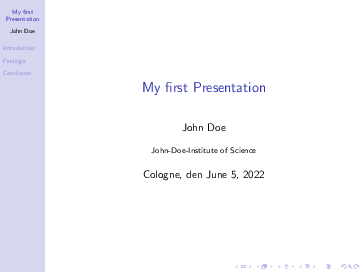 My first
Presentation
John Doe
Introduction
Findings
Conclusion
My first Presentation
John Doe
John-Doe-Institute of Science
Cologne, den June 5, 2022